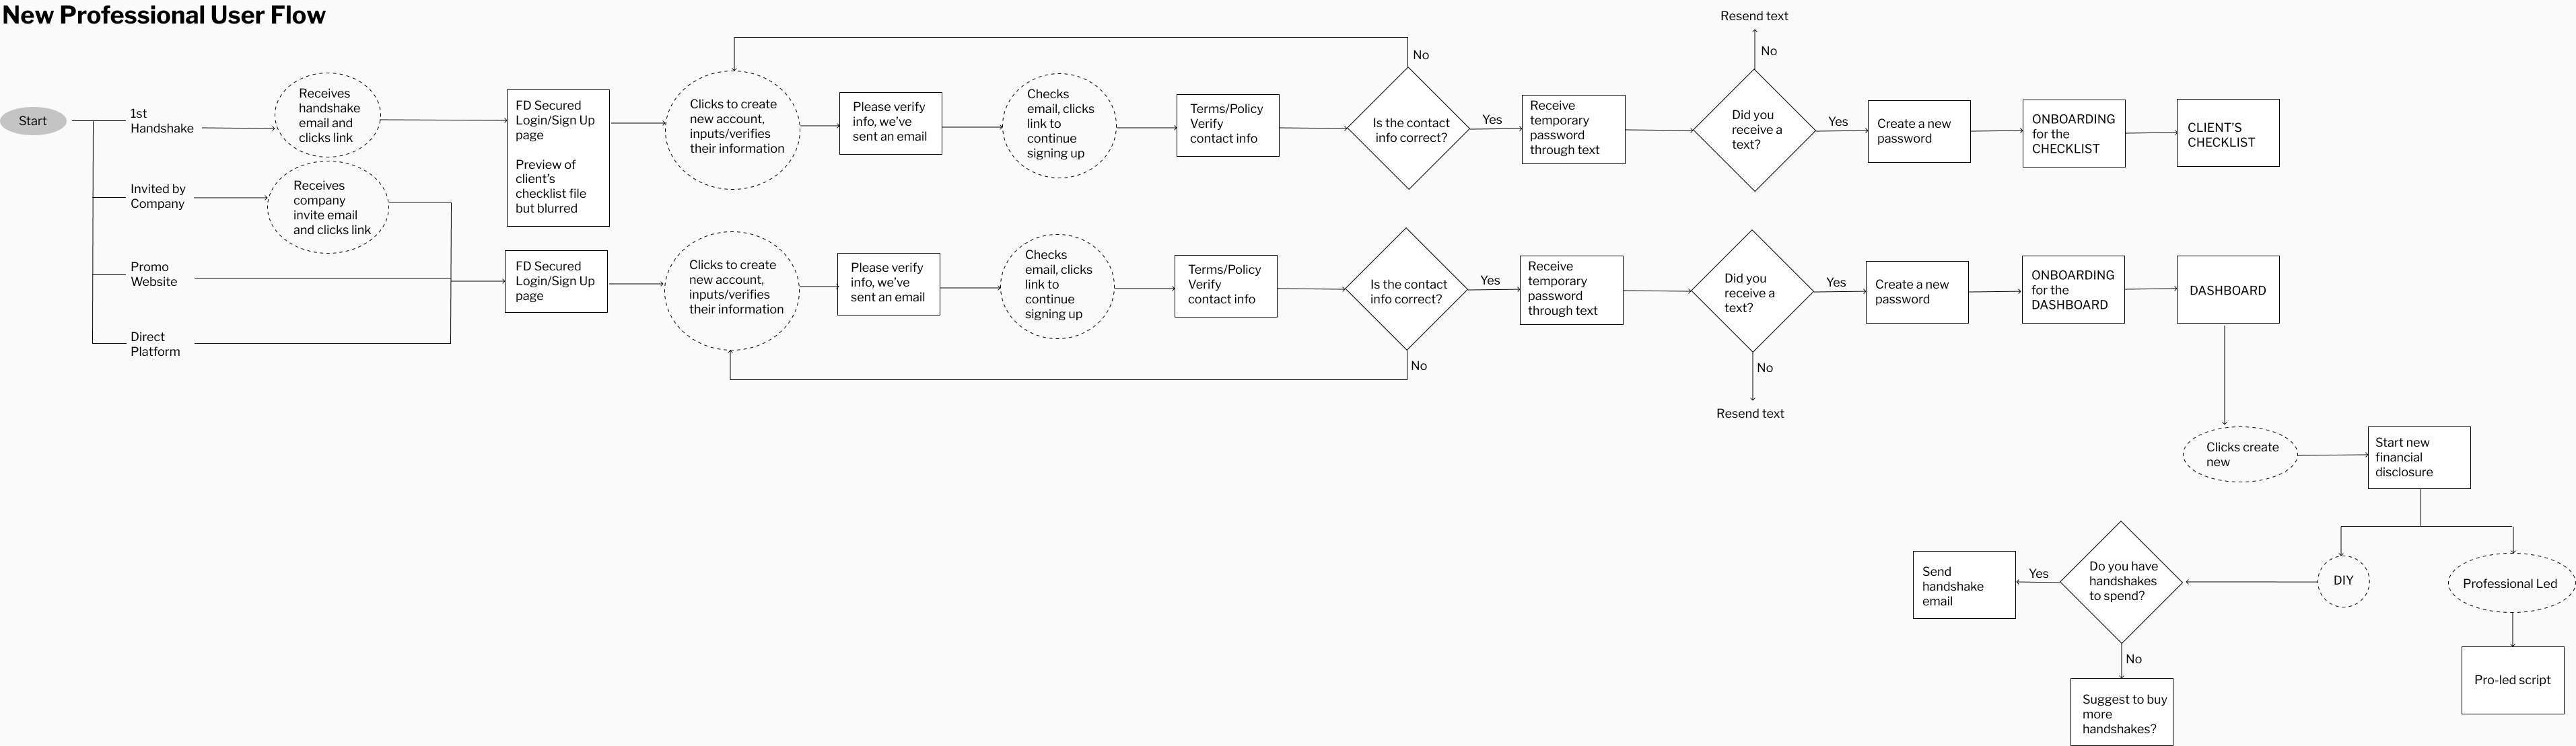 New Professional User Flow
Start
1st
Handshake
Receives
handshake
email and
clicks link
FD Secured
Login/Sign Up
page
Preview of
client's
checklist file
but blurred
Clicks to create
new account,
inputs/verifies
their information
Please verify
info, we've
sent an email
Checks
email, clicks
link to
continue
signing up
Terms/Policy
Verify
contact info
No
Is the contact
info correct?
Yes
Receive
temporary
password
through text
Resend text
No
Did you
receive a
text?
Yes
Create a new
password
ONBOARDING
for the
CHECKLIST
CLIENT'S
CHECKLIST
Invited by
Company
Receives
company
invite email
and clicks link
Promo
Website
Direct
Platform
FD Secured
Login/Sign Up
page
Clicks to create
new account,
inputs/verifies
their information
Please verify
info, we've
sent an email
Checks
email, clicks
link to
continue
signing up
Terms/Policy
Verify
contact info
Is the contact
info correct?
No
Yes
Receive
temporary
password
through text
Did you
receive a
text?
No
Resend text
Yes
Create a new
password
ONBOARDING
for the
DASHBOARD
DASHBOARD
Clicks create
new
Start new
financial
disclosure
DIY
Professional Led
Do you have
handshakes
to spend?
Yes
Send
handshake
email
No
Suggest to buy
more
handshakes?
Pro-led script